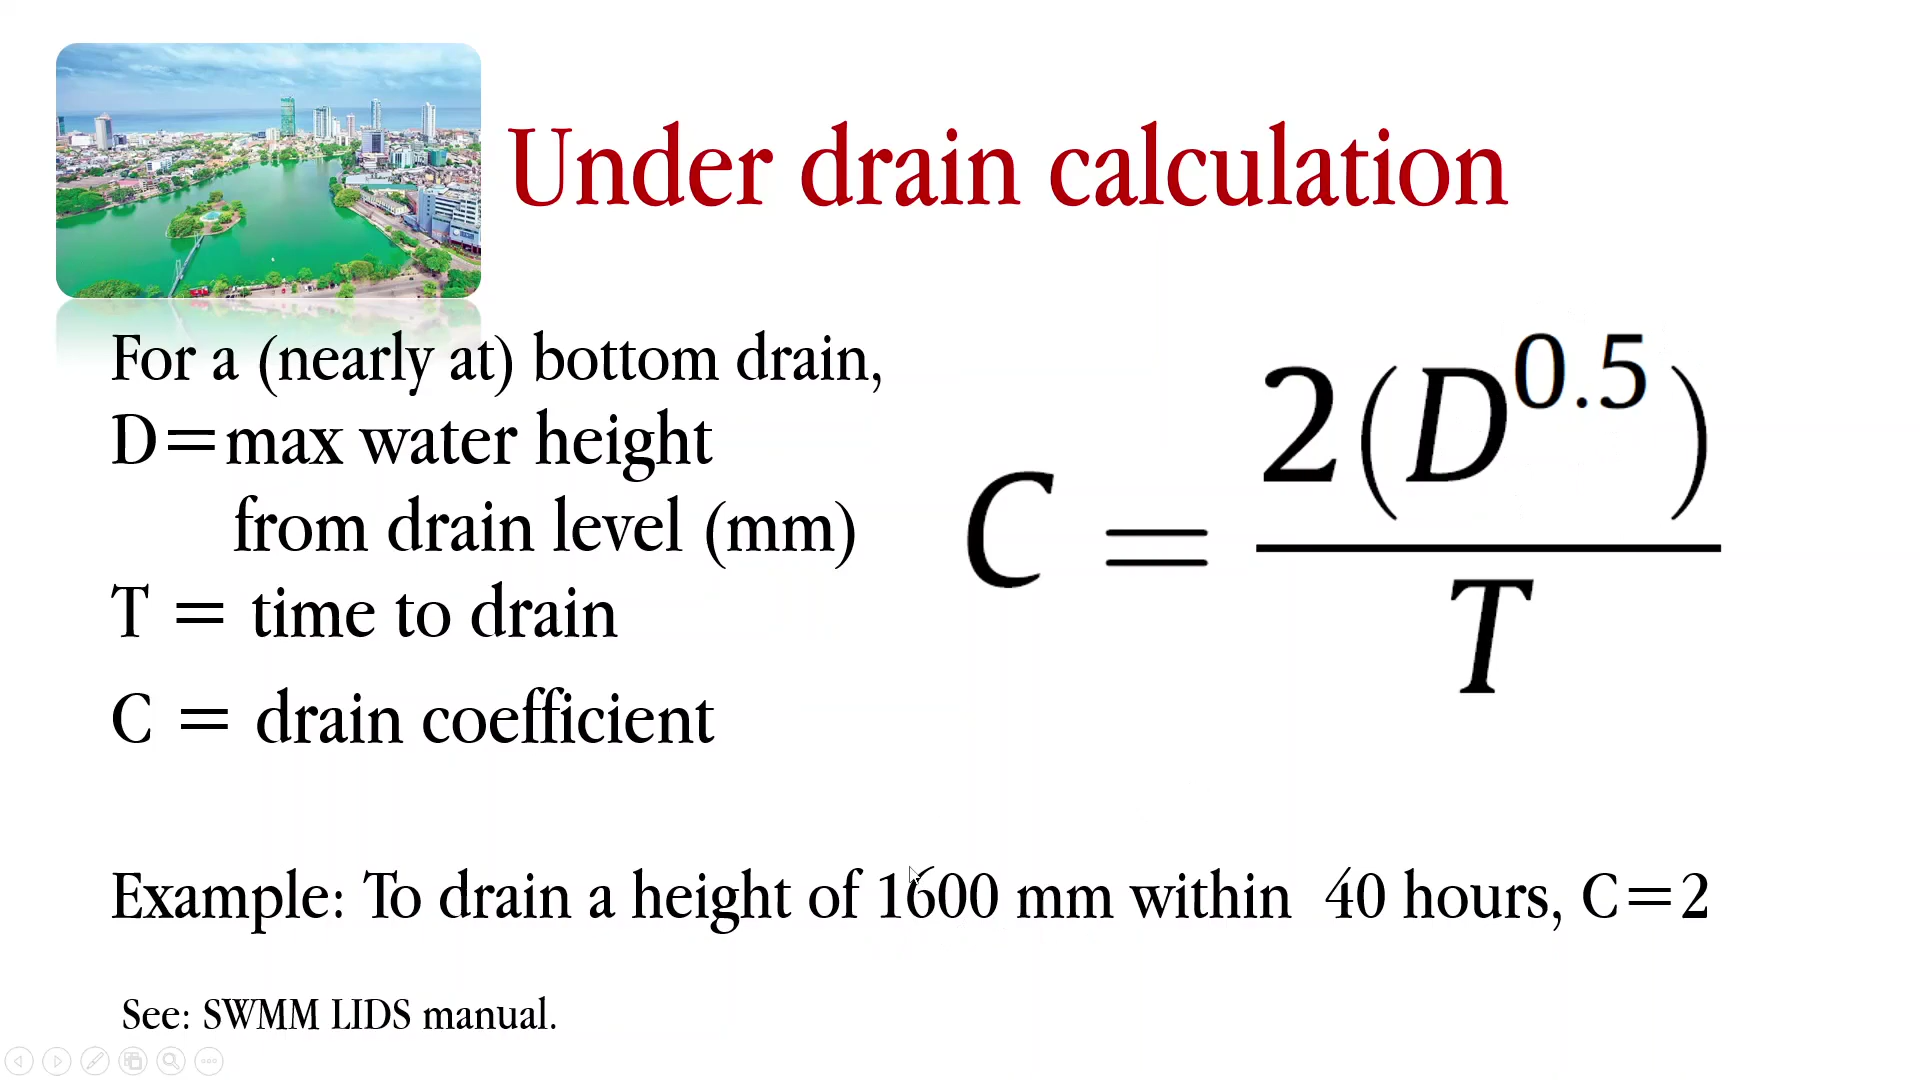 Under drain calculation
For a (nearly at) bottom drain,
D=max water height
from drain level (mm)
T = time to drain
C = drain coefficient
C = 2(D^0.5) / T
Example: To drain a height of 1600 mm within 40 hours, C=2
See: SWMM LIDS manual.